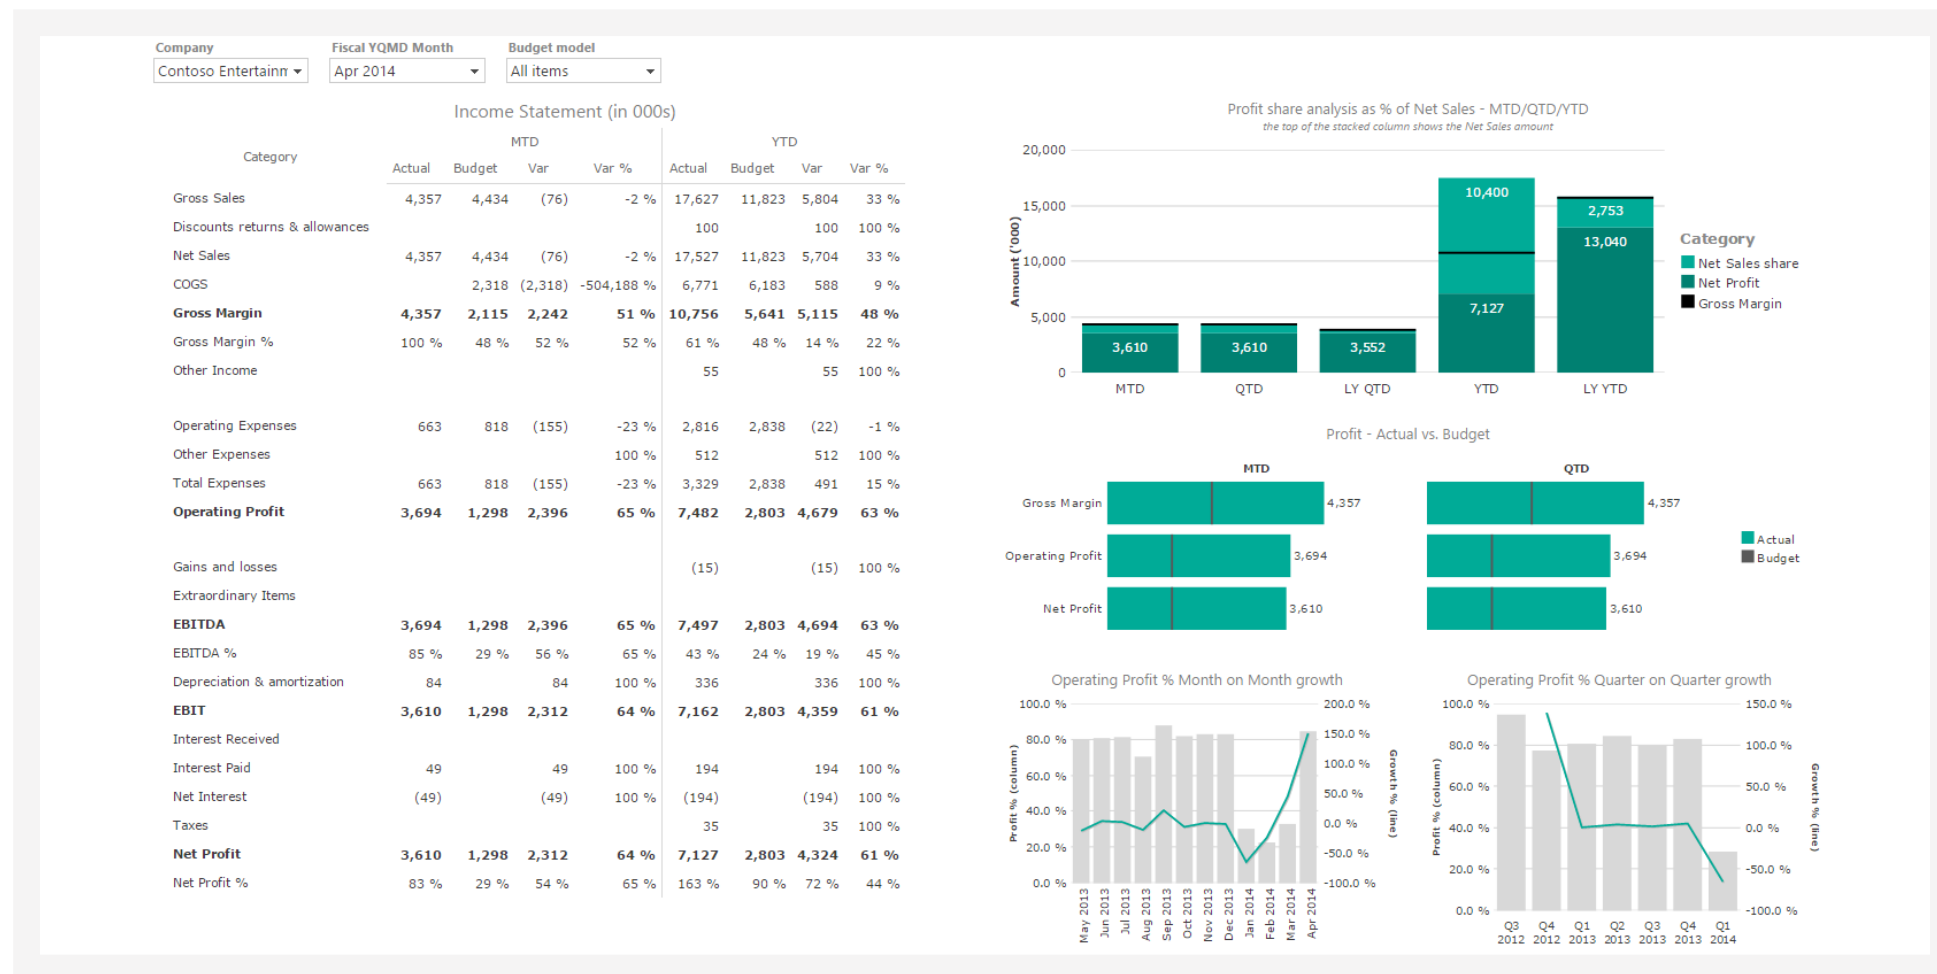 Company Fiscal YQMD Month Budget model
Contoso Entertainn Apr 2014 All items
Income Statement (in 000s)
MTD YTD
Category
Actual Budget Var Var % Actual Budget Var Var %
Gross Sales 4,357 4,434 (76) -2 % 17,627 11,823 5,804 33 %
Discounts returns & allowances 100 100 100 %
Net Sales 4,357 4,434 (76) -2 % 17,527 11,823 5,704 33 %
COGS 2,318 (2,318) -504,188 % 6,771 6,183 588 9 %
Gross Margin 4,357 2,115 2,242 51 % 10,756 5,641 5,115 48 %
Gross Margin % 100 % 48 % 52 % 52 % 61 % 48 % 14 % 22 %
Other Income 55 55 100 %
Operating Expenses 663 818 (155) -23 % 2,816 2,838 (22) -1 %
Other Expenses 100 % 512 512 100 %
Total Expenses 663 818 (155) -23 % 3,329 2,838 491 15 %
Operating Profit 3,694 1,298 2,396 65 % 7,482 2,803 4,679 63 %
Gains and losses (15) (15) 100 %
Extraordinary Items
EBITDA 3,694 1,298 2,396 65 % 7,497 2,803 4,694 63 %
EBITDA % 85 % 29 % 56 % 65 % 43 % 24 % 19 % 45 %
Depreciation & amortization 84 84 100 % 336 336 100 %
EBIT 3,610 1,298 2,312 64 % 7,162 2,803 4,359 61 %
Interest Received
Interest Paid 49 49 100 % 194 194 100 %
Net Interest (49) (49) 100 % (194) (194) 100 %
Taxes 35 35 100 %
Net Profit 3,610 1,298 2,312 64 % 7,127 2,803 4,324 61 %
Net Profit % 83 % 29 % 54 % 65 % 163 % 90 % 72 % 44 %
Profit share analysis as % of Net Sales - MTD/QTD/YTD
the top of the stacked column shows the Net Sales amount
Amount ('000)
20,000
15,000
10,000
5,000
0
10,400
2,753
13,040
7,127
3,610 3,610 3,552
MTD QTD LY QTD YTD LY YTD
Category
Net Sales share
Net Profit
Gross Margin
Profit - Actual vs. Budget
MTD QTD
Gross Margin 4,357 4,357
Operating Profit 3,694 3,694
Net Profit 3,610 3,610
Actual
Budget
Operating Profit % Month on Month growth
Profit % (column)
100.0 % 200.0 %
80.0 % 150.0 %
100.0 %
60.0 %
50.0 %
40.0 %
0.0 %
20.0 %
-50.0 %
0.0 % -100.0 %
Growth % (line)
May 2013
Jun 2013
Jul 2013
Aug 2013
Sep 2013
Oct 2013
Nov 2013
Dec 2013
Jan 2014
Feb 2014
Mar 2014
Apr 2014
Operating Profit % Quarter on Quarter growth
Profit % (column)
100.0 % 150.0 %
80.0 % 100.0 %
60.0 % 50.0 %
40.0 % 0.0 %
20.0 % -50.0 %
0.0 % -100.0 %
Growth % (line)
Q3 Q4 Q1 Q2 Q3 Q4 Q1
2012 2012 2013 2013 2013 2013 2014